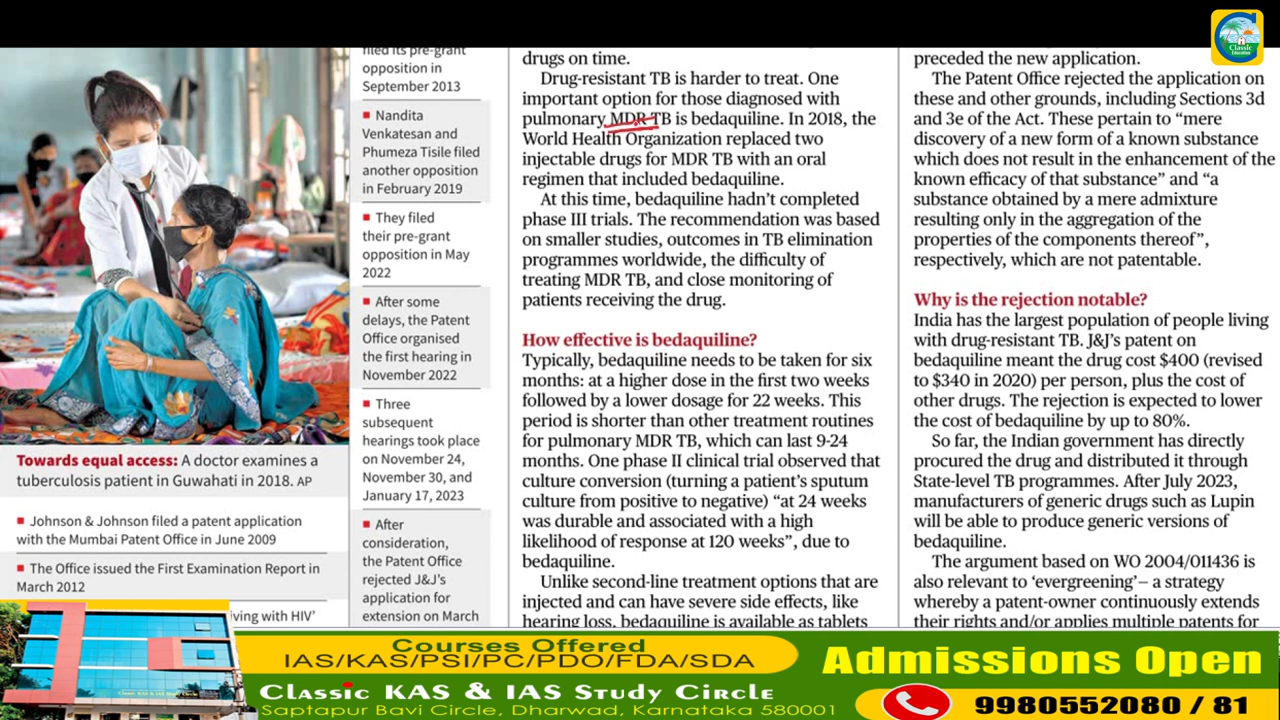 Classic
Education
filed its pre-grant
opposition in
September 2013
Nandita
Venkatesan and
Phumeza Tisile filed
another opposition
in February 2019
They filed
their pre-grant
opposition in May
2022
After some
delays, the Patent
Office organised
the first hearing in
November 2022
Three
subsequent
hearings took place
on November 24,
November 30, and
January 17, 2023
After
consideration,
the Patent Office
rejected J&J’s
application for
extension on March
Towards equal access: A doctor examines a
tuberculosis patient in Guwahati in 2018. AP
Johnson & Johnson filed a patent application
with the Mumbai Patent Office in June 2009
The Office issued the First Examination Report in
March 2012
iving with HIV’
drugs on time.
Drug-resistant TB is harder to treat. One
important option for those diagnosed with
pulmonary MDR TB is bedaquiline. In 2018, the
World Health Organization replaced two
injectable drugs for MDR TB with an oral
regimen that included bedaquiline.
At this time, bedaquiline hadn’t completed
phase III trials. The recommendation was based
on smaller studies, outcomes in TB elimination
programmes worldwide, the difficulty of
treating MDR TB, and close monitoring of
patients receiving the drug.
How effective is bedaquiline?
Typically, bedaquiline needs to be taken for six
months: at a higher dose in the first two weeks
followed by a lower dosage for 22 weeks. This
period is shorter than other treatment routines
for pulmonary MDR TB, which can last 9-24
months. One phase II clinical trial observed that
culture conversion (turning a patient’s sputum
culture from positive to negative) “at 24 weeks
was durable and associated with a high
likelihood of response at 120 weeks”, due to
bedaquiline.
Unlike second-line treatment options that are
injected and can have severe side effects, like
hearing loss, bedaquiline is available as tablets
preceded the new application.
The Patent Office rejected the application on
these and other grounds, including Sections 3d
and 3e of the Act. These pertain to “mere
discovery of a new form of a known substance
which does not result in the enhancement of the
known efficacy of that substance” and “a
substance obtained by a mere admixture
resulting only in the aggregation of the
properties of the components thereof”,
respectively, which are not patentable.
Why is the rejection notable?
India has the largest population of people living
with drug-resistant TB. J&J’s patent on
bedaquiline meant the drug cost $400 (revised
to $340 in 2020) per person, plus the cost of
other drugs. The rejection is expected to lower
the cost of bedaquiline by up to 80%.
So far, the Indian government has directly
procured the drug and distributed it through
State-level TB programmes. After July 2023,
manufacturers of generic drugs such as Lupin
will be able to produce generic versions of
bedaquiline.
The argument based on WO 2004/011436 is
also relevant to ‘evergreening’ – a strategy
whereby a patent-owner continuously extends
their rights and/or applies multiple patents for
Courses Offered
IAS/KAS/PSI/PC/PDO/FDA/SDA
Classic KAS & IAS Study Circle
Saptapur Bavi Circle, Dharwad, Karnataka 580001
Admissions Open
9980552080 / 81